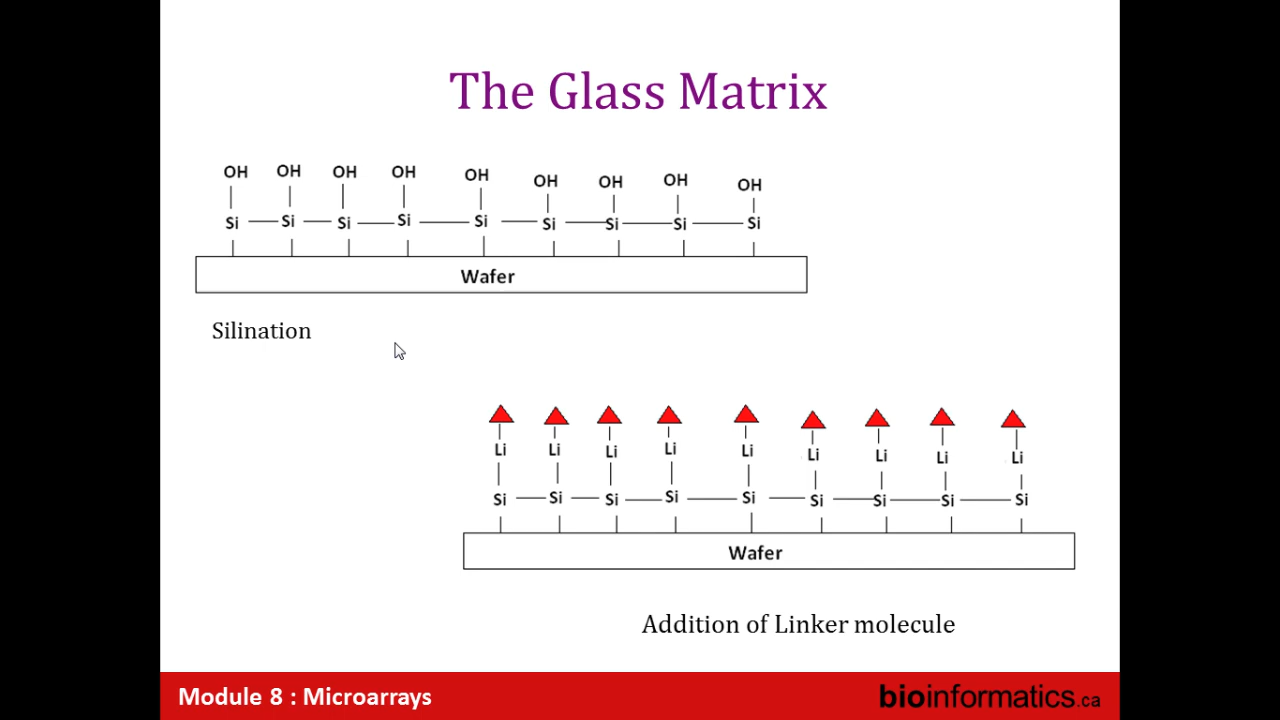 The Glass Matrix
OH OH OH OH OH OH OH OH OH
Si Si Si Si Si Si Si Si Si
Wafer
Silination
Li Li Li Li Li Li Li Li Li
Si Si Si Si Si Si Si Si Si
Wafer
Addition of Linker molecule
Module 8 : Microarrays
bioinformatics.ca